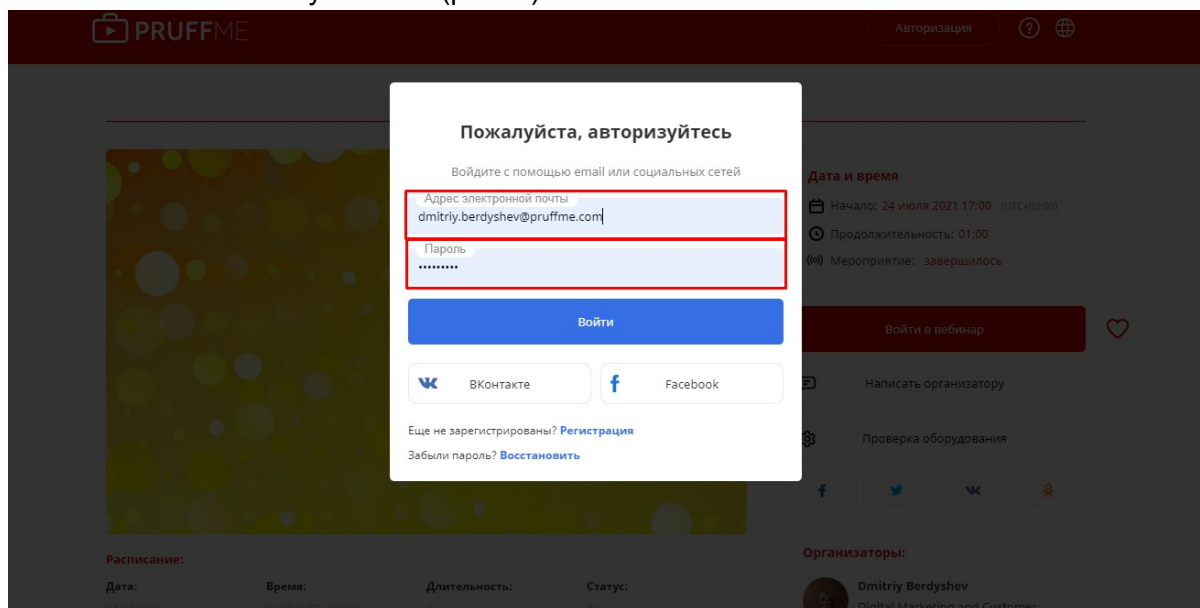 PRUFFME
Авторизация
Пожалуйста, авторизуйтесь
Войдите с помощью email или социальных сетей
Адрес электронной почты
dmitriy.berdyshev@pruffme.com
Пароль
•••••••••
Войти
ВКонтакте
Facebook
Еще не зарегистрированы? Регистрация
Забыли пароль? Восстановить
Дата и время
Начало: 24 июля 2021 17:00 (UTC+03:00)
Продолжительность: 01:00
Мероприятие: завершилось
Войти в вебинар
Написать организатору
Проверка оборудования
Расписание:
Дата: Время: Длительность: Статус:
Организаторы:
Dmitriy Berdyshev
Digital Marketing and Customer